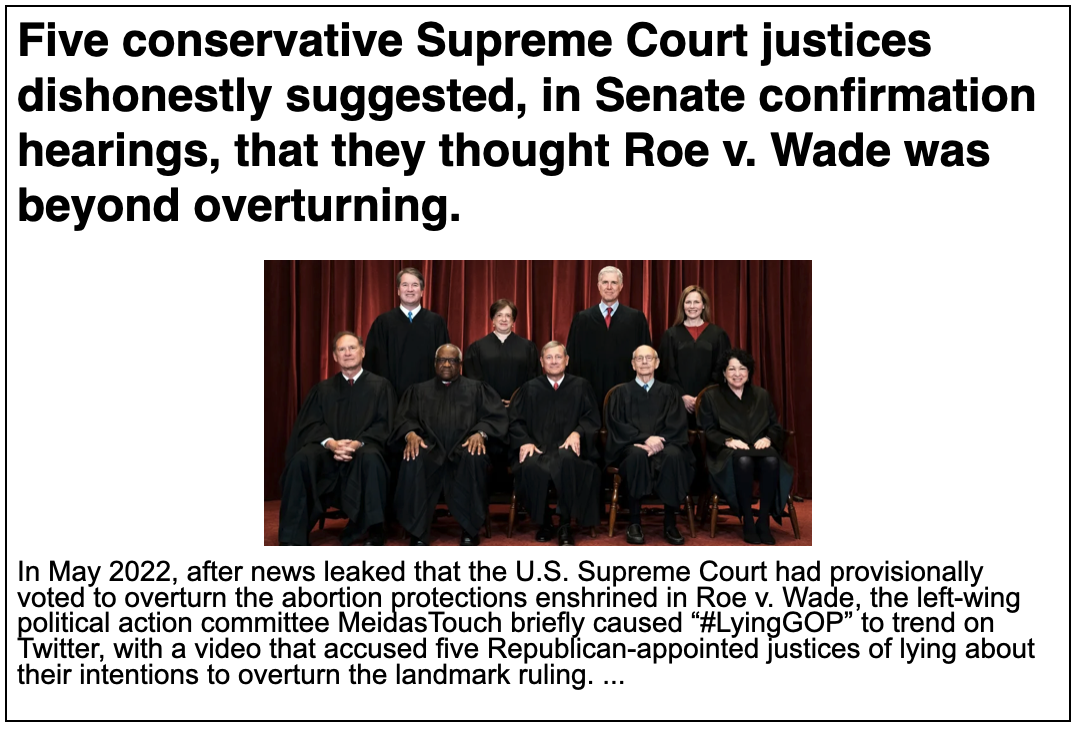 Five conservative Supreme Court justices
dishonestly suggested, in Senate confirmation
hearings, that they thought Roe v. Wade was
beyond overturning.
In May 2022, after news leaked that the U.S. Supreme Court had provisionally
voted to overturn the abortion protections enshrined in Roe v. Wade, the left-wing
political action committee MeidasTouch briefly caused “#LyingGOP” to trend on
Twitter, with a video that accused five Republican-appointed justices of lying about
their intentions to overturn the landmark ruling. ...